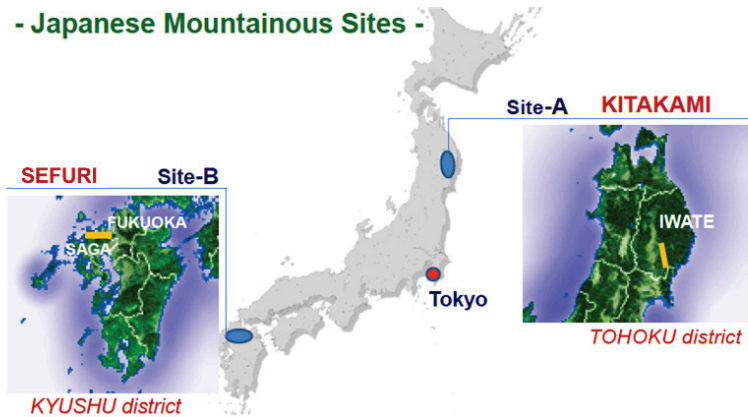 - Japanese Mountainous Sites -
Site-A KITAKAMI
SEFURI Site-B
FUKUOKA
SAGA
IWATE
Tokyo
TOHOKU district
KYUSHU district